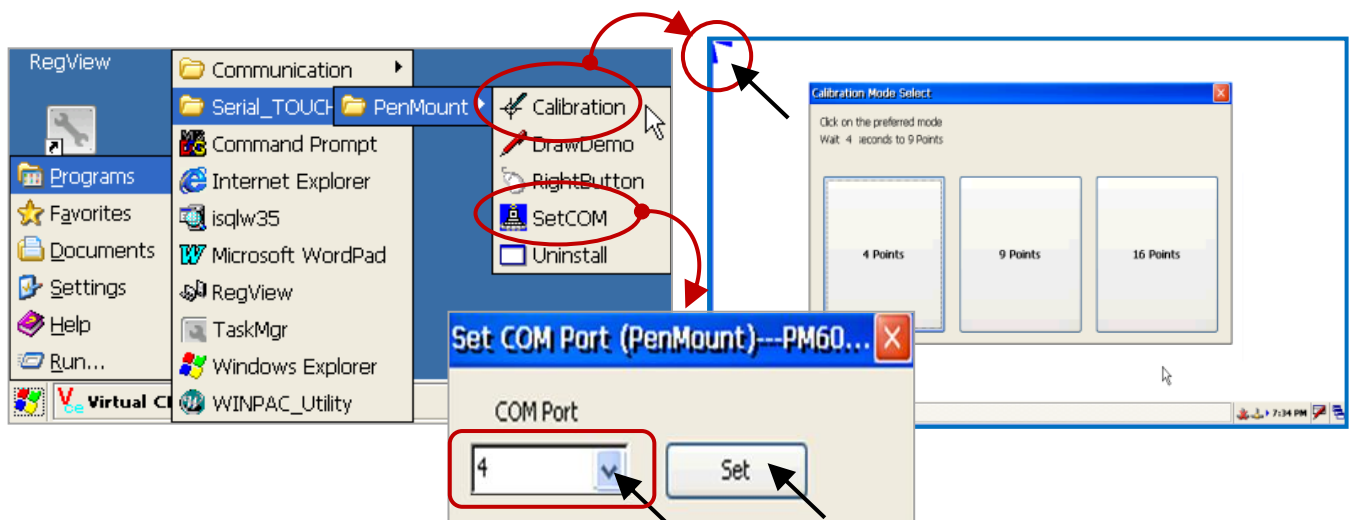 RegView
Programs
Favorites
Documents
Settings
Help
Run...
Virtual
Communication
Serial_TOUCH
Command Prompt
Internet Explorer
isqlw35
Microsoft WordPad
RegView
TaskMgr
Windows Explorer
WINPAC_Utility
PenMount
Calibration
DrawDemo
RightButton
SetCOM
Uninstall
Set COM Port (PenMount)---PM60...
COM Port
4
Set
Calibration Mode Select
Click on the preferred mode
Wait 4 seconds to 9 Points
4 Points
9 Points
16 Points
7:34 PM